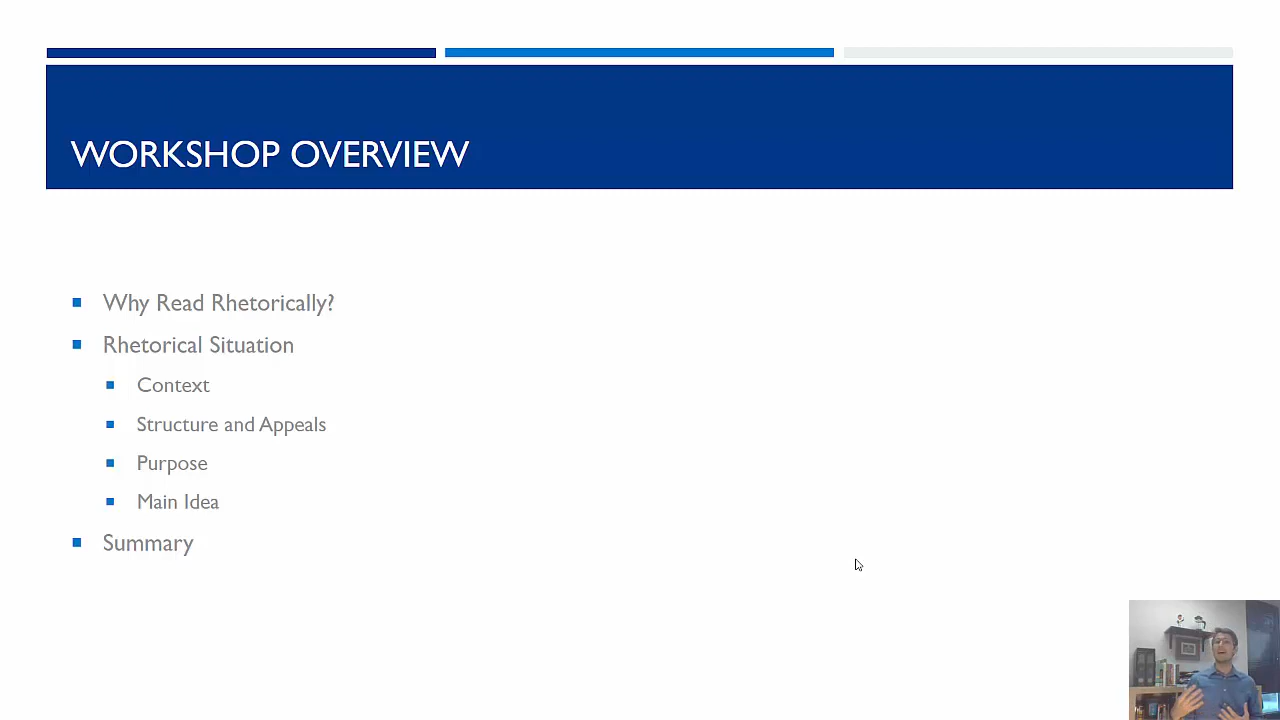 WORKSHOP OVERVIEW
Why Read Rhetorically?
Rhetorical Situation
Context
Structure and Appeals
Purpose
Main Idea
Summary